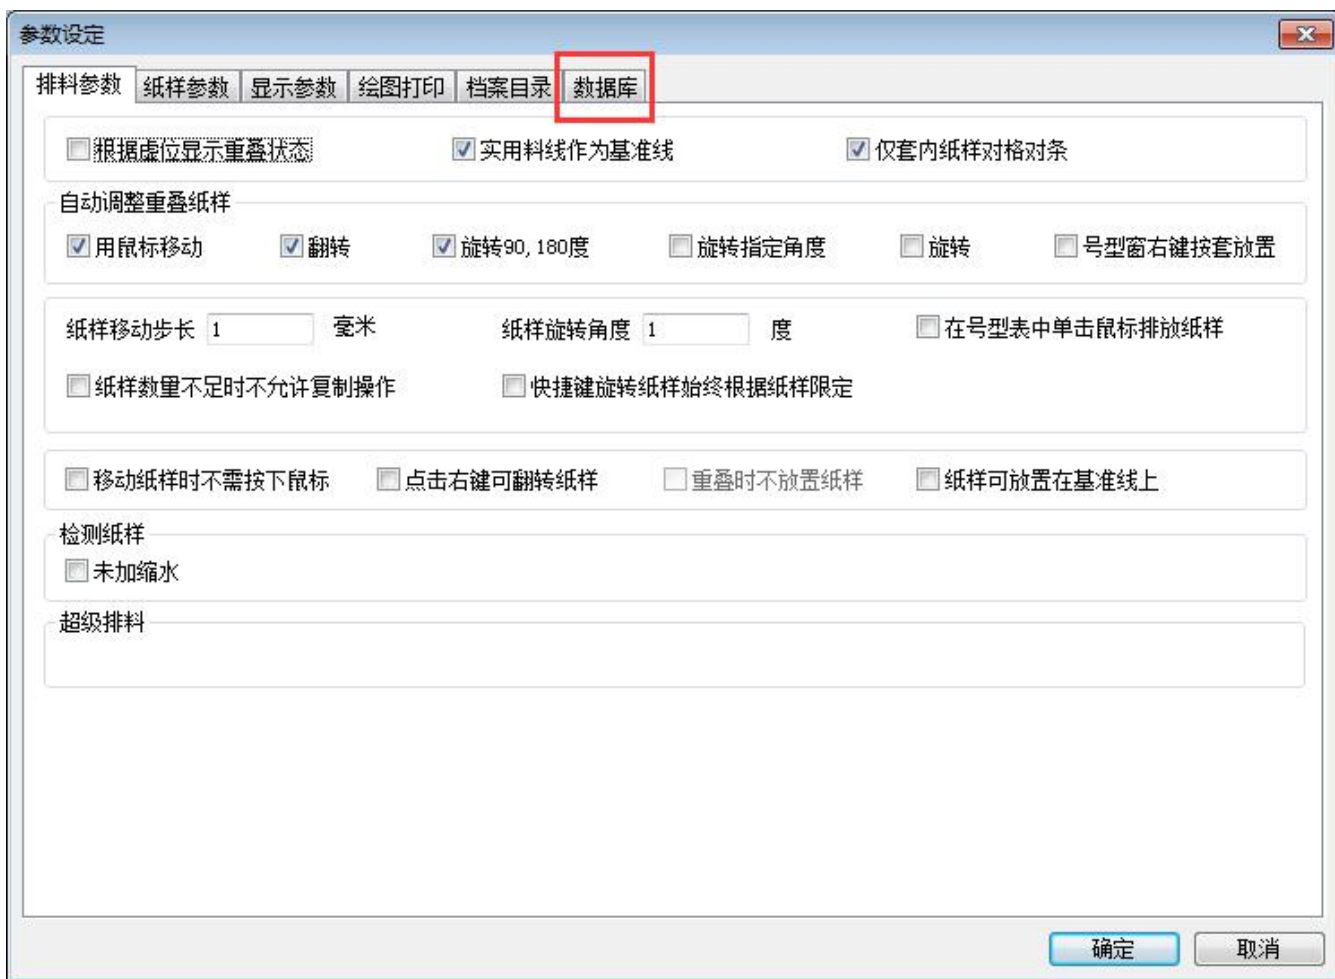 参数设定
排料参数 纸样参数 显示参数 绘图打印 档案目录 数据库
根据虚位显示重叠状态 实用料线作为基准线 仅套内纸样对格对条
自动调整重叠纸样
用鼠标移动 翻转 旋转90,180度 旋转指定角度 旋转 号型窗右键按套放置
纸样移动步长 1 毫米 纸样旋转角度 1 度 在号型表中单击鼠标排放纸样
纸样数量不足时不允许复制操作 快捷键旋转纸样始终根据纸样限定
移动纸样时不需按下鼠标 点击右键可翻转纸样 重叠时不放置纸样 纸样可放置在基准线上
检测纸样
未加缩水
超级排料
确定 取消